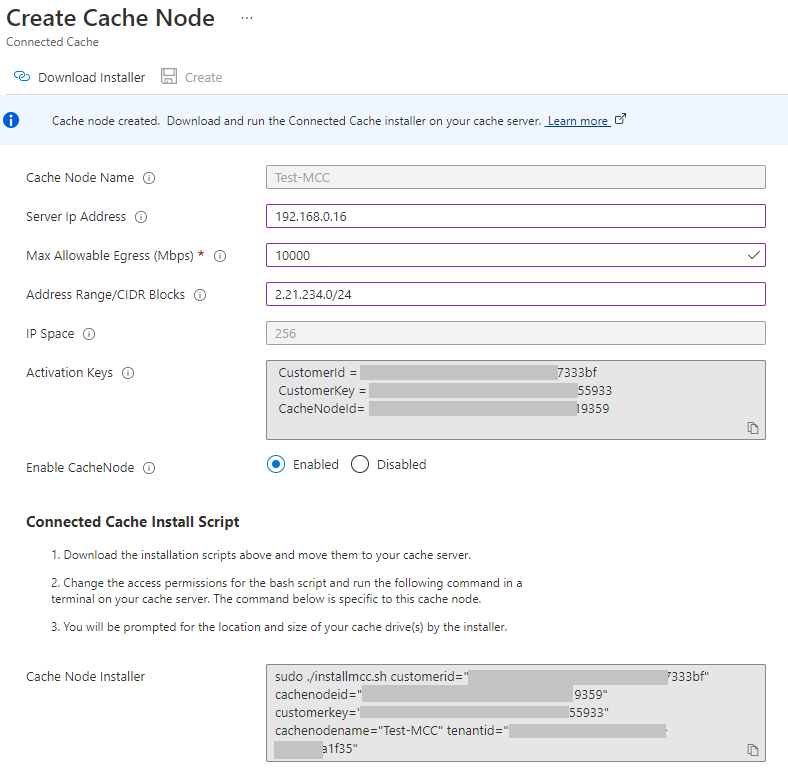 Create Cache Node ...
Connected Cache
Download Installer Create
Cache node created. Download and run the Connected Cache installer on your cache server. Learn more
Cache Node Name Test-MCC
Server Ip Address 192.168.0.16
Max Allowable Egress (Mbps) * 10000
Address Range/CIDR Blocks 2.21.234.0/24
IP Space 256
Activation Keys CustomerId = 7333bf
CustomerKey = 55933
CacheNodeId= 19359
Enable CacheNode Enabled Disabled
Connected Cache Install Script
1. Download the installation scripts above and move them to your cache server.
2. Change the access permissions for the bash script and run the following command in a
terminal on your cache server. The command below is specific to this cache node.
3. You will be prompted for the location and size of your cache drive(s) by the installer.
Cache Node Installer sudo ./installmcc.sh customerid=" 7333bf"
cachenodeid=" 9359"
customerkey=" 55933"
cachenodename="Test-MCC" tenantid="
a1f35"